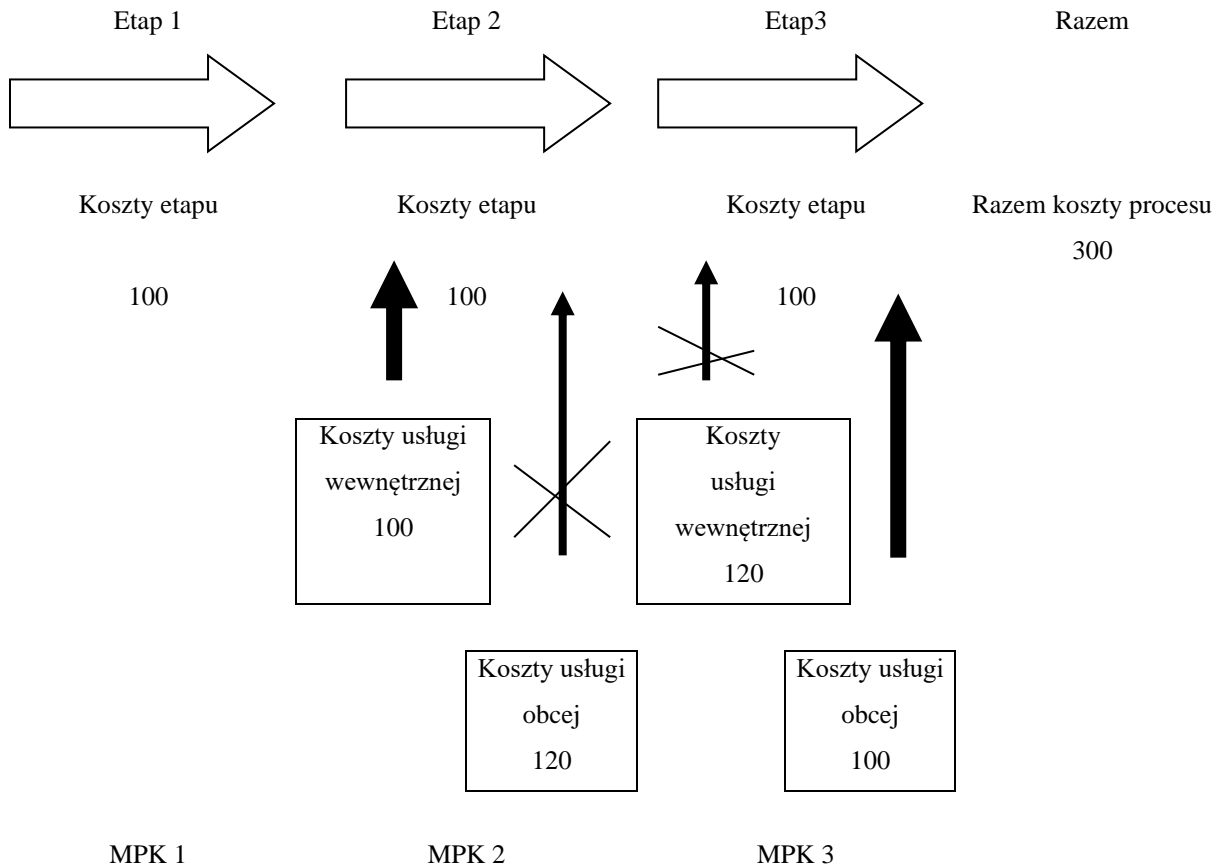 Etap 1
Etap 2
Etap3
Razem
Koszty etapu
Koszty etapu
Koszty etapu
Razem koszty procesu
300
100
100
100
Koszty usługi
wewnętrznej
100
Koszty
usługi
wewnętrznej
120
Koszty usługi
obcej
120
Koszty usługi
obcej
100
MPK 1
MPK 2
MPK 3